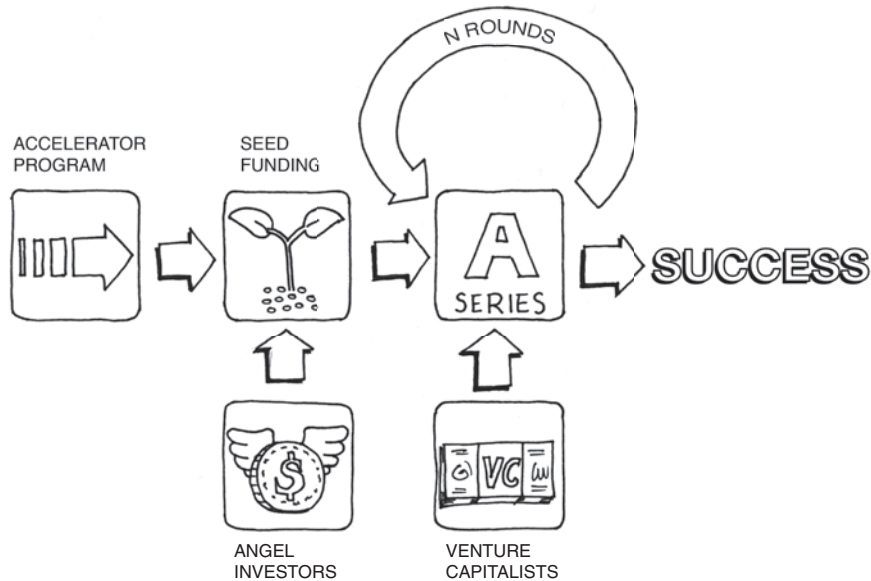 N ROUNDS
ACCELERATOR
PROGRAM
SEED
FUNDING
A
SERIES
SUCCESS
$
VC
ANGEL
INVESTORS
VENTURE
CAPITALISTS